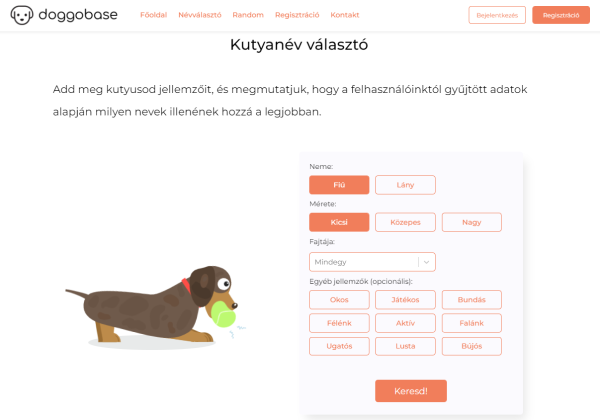 doggobase Főoldal Névválasztó Random Regisztráció Kontakt Bejelentkezés Regisztráció
Kutyanév választó
Add meg kutyusod jellemzőit, és megmutatjuk, hogy a felhasználóinktól gyűjtött adatok
alapján milyen nevek illenének hozzá a legjobban.
Neme:
Fiú Lány
Mérete:
Kicsi Közepes Nagy
Fajtája:
Mindegy
Egyéb jellemzők (opcionális):
Okos Játékos Bundás
Félénk Aktív Falánk
Ugatós Lusta Bújós
Keresd!